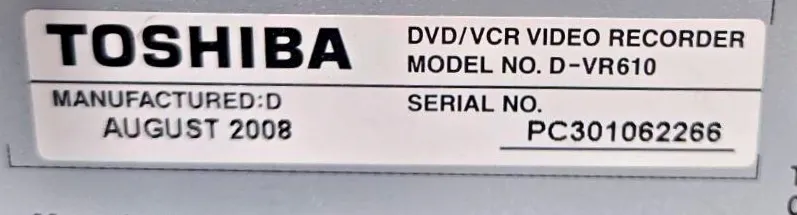 TOSHIBA
DVD/VCR VIDEO RECORDER
MODEL NO. D-VR610
MANUFACTURED:D
AUGUST 2008
SERIAL NO.
PC301062266